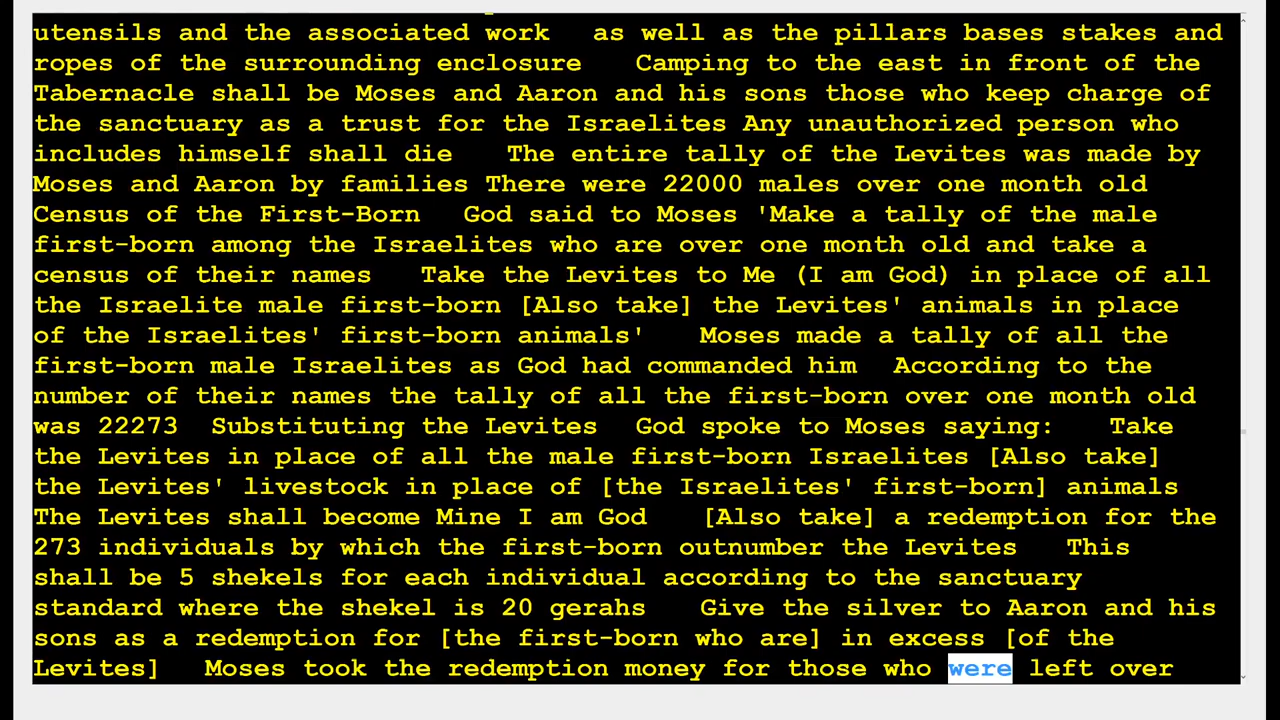 utensils and the associated work as well as the pillars bases stakes and
ropes of the surrounding enclosure Camping to the east in front of the
Tabernacle shall be Moses and Aaron and his sons those who keep charge of
the sanctuary as a trust for the Israelites Any unauthorized person who
includes himself shall die The entire tally of the Levites was made by
Moses and Aaron by families There were 22000 males over one month old
Census of the First-Born God said to Moses 'Make a tally of the male
first-born among the Israelites who are over one month old and take a
census of their names Take the Levites to Me (I am God) in place of all
the Israelite male first-born [Also take] the Levites' animals in place
of the Israelites' first-born animals' Moses made a tally of all the
first-born male Israelites as God had commanded him According to the
number of their names the tally of all the first-born over one month old
was 22273 Substituting the Levites God spoke to Moses saying: Take
the Levites in place of all the male first-born Israelites [Also take]
the Levites' livestock in place of [the Israelites' first-born] animals
The Levites shall become Mine I am God [Also take] a redemption for the
273 individuals by which the first-born outnumber the Levites This
shall be 5 shekels for each individual according to the sanctuary
standard where the shekel is 20 gerahs Give the silver to Aaron and his
sons as a redemption for [the first-born who are] in excess [of the
Levites] Moses took the redemption money for those who were left over